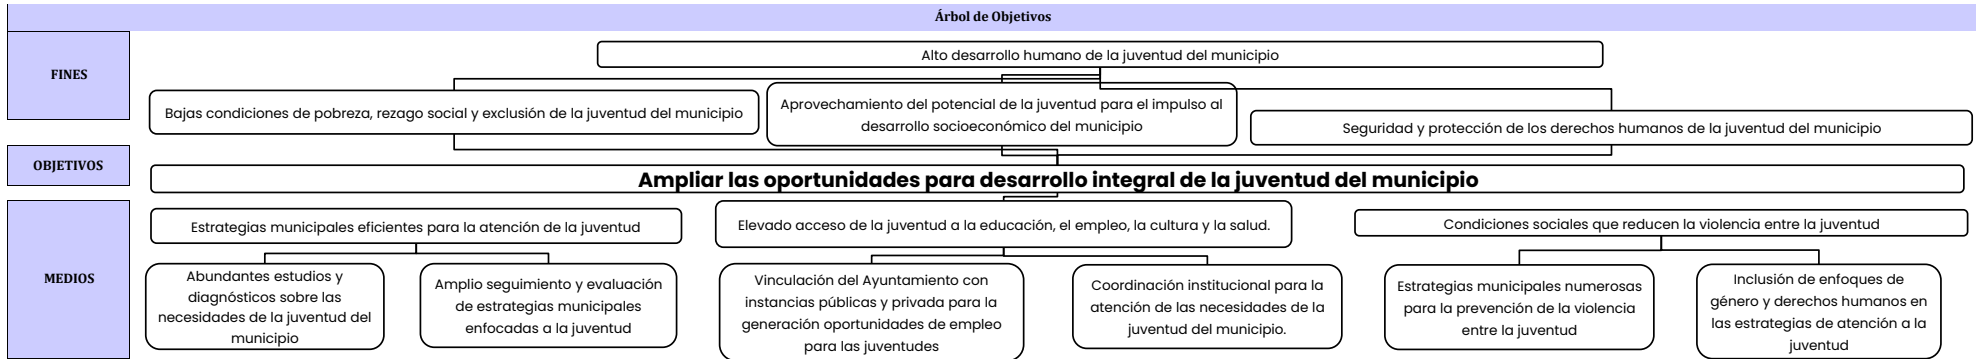 Árbol de Objetivos
FINES
Alto desarrollo humano de la juventud del municipio
Bajas condiciones de pobreza, rezago social y exclusión de la juventud del municipio
Aprovechamiento del potencial de la juventud para el impulso al
desarrollo socioeconómico del municipio
Seguridad y protección de los derechos humanos de la juventud del municipio
OBJETIVOS
Ampliar las oportunidades para desarrollo integral de la juventud del municipio
MEDIOS
Estrategias municipales eficientes para la atención de la juventud
Elevado acceso de la juventud a la educación, el empleo, la cultura y la salud.
Condiciones sociales que reducen la violencia entre la juventud
Abundantes estudios y
diagnósticos sobre las
necesidades de la juventud del
municipio
Amplio seguimiento y evaluación
de estrategias municipales
enfocadas a la juventud
Vinculación del Ayuntamiento con
instancias públicas y privada para la
generación oportunidades de empleo
para las juventudes
Coordinación institucional para la
atención de las necesidades de la
juventud del municipio.
Estrategias municipales numerosas
para la prevención de la violencia
entre la juventud
Inclusión de enfoques de
género y derechos humanos en
las estrategias de atención a la
juventud